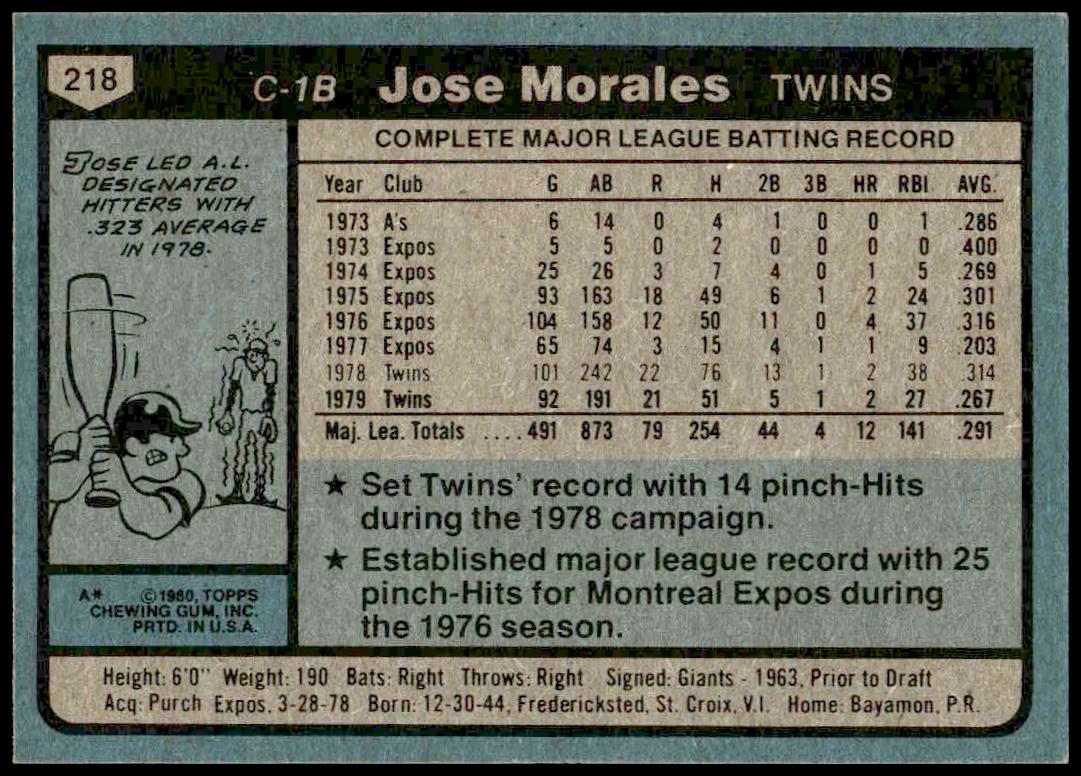 218 C-1B Jose Morales TWINS
JOSE LED A.L.
DESIGNATED
HITTERS WITH
.323 AVERAGE
IN 1978.
COMPLETE MAJOR LEAGUE BATTING RECORD
Year Club G AB R H 2B 3B HR RBI AVG.
1973 A's 6 14 0 4 1 0 0 1 .286
1973 Expos 5 5 0 2 0 0 0 0 .400
1974 Expos 25 26 3 7 4 0 1 5 .269
1975 Expos 93 163 18 49 6 1 2 24 .301
1976 Expos 104 158 12 50 11 0 4 37 .316
1977 Expos 65 74 3 15 4 1 1 9 .203
1978 Twins 101 242 22 76 13 1 2 38 .314
1979 Twins 92 191 21 51 5 1 2 27 .267
Maj. Lea. Totals .... 491 873 79 254 44 4 12 141 .291
★ Set Twins' record with 14 pinch-Hits
during the 1978 campaign.
★ Established major league record with 25
pinch-Hits for Montreal Expos during
the 1976 season.
A* ©1980, TOPPS
CHEWING GUM, INC.
PRTD. IN U.S.A.
Height: 6'0" Weight: 190 Bats: Right Throws: Right Signed: Giants - 1963, Prior to Draft
Acq: Purch Expos, 3-28-78 Born: 12-30-44, Fredericksted, St. Croix, V.I. Home: Bayamon, P.R.